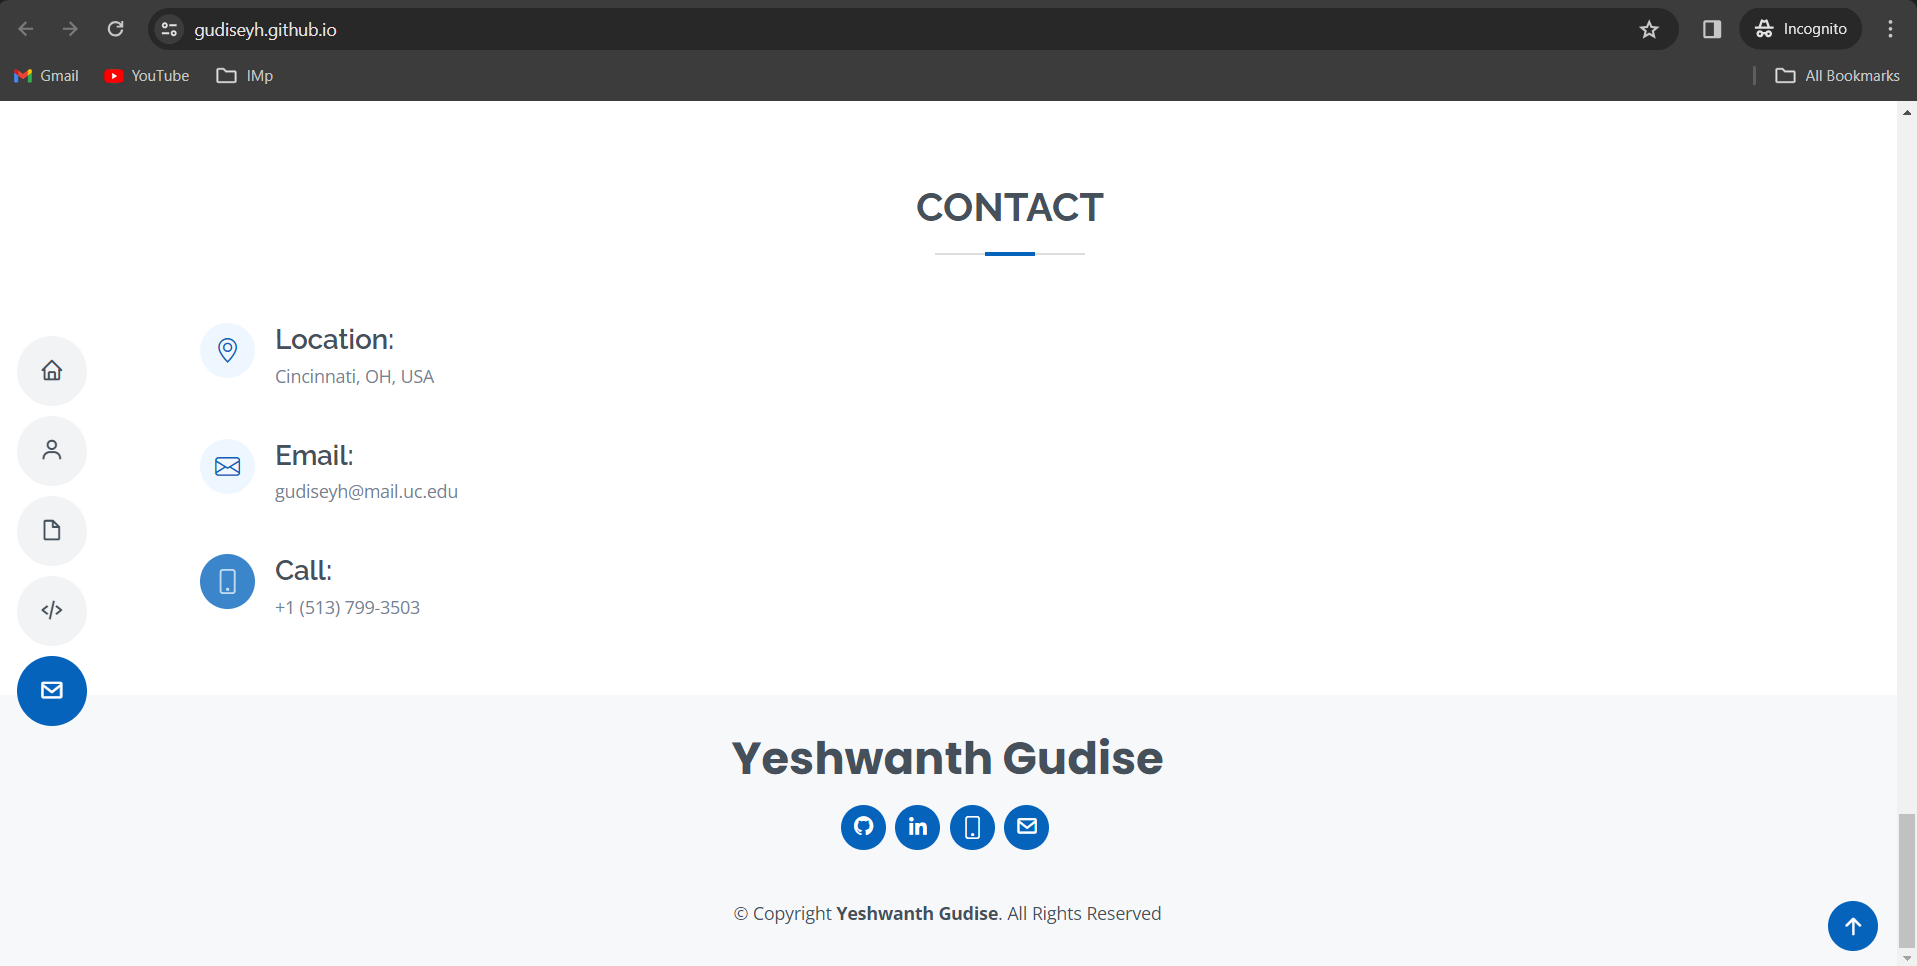 gudiseyh.github.io
Incognito
Gmail
YouTube
IMp
All Bookmarks
CONTACT
Location:
Cincinnati, OH, USA
Email:
gudiseyh@mail.uc.edu
Call:
+1 (513) 799-3503
Yeshwanth Gudise
© Copyright Yeshwanth Gudise. All Rights Reserved